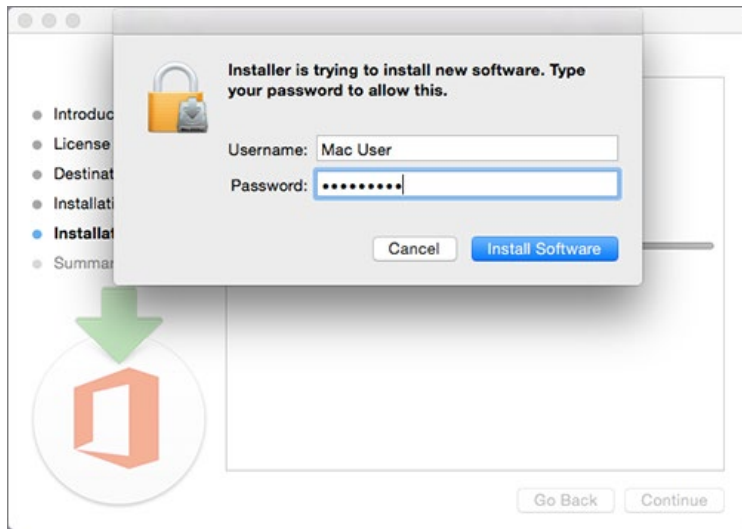 Installer is trying to install new software. Type
your password to allow this.
Username: Mac User
Password: •••••••••
Cancel Install Software
Introduc
License
Destinat
Installati
Installat
Summar
Go Back Continue